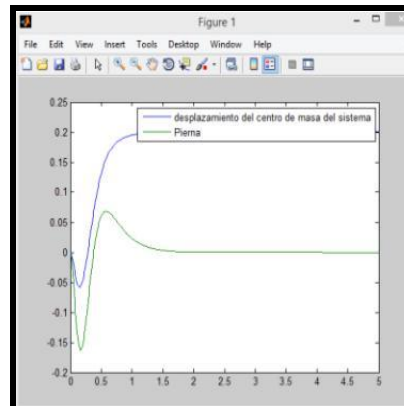 Figure 1
File Edit View Insert Tools Desktop Window Help
0.25
desplazamiento del centro de masa del sistema
0.2
Pierna
0.15
0.1
0.05
0
-0.05
-0.1
-0.15
-0.2
0 0.5 1 1.5 2 2.5 3 3.5 4 4.5 5